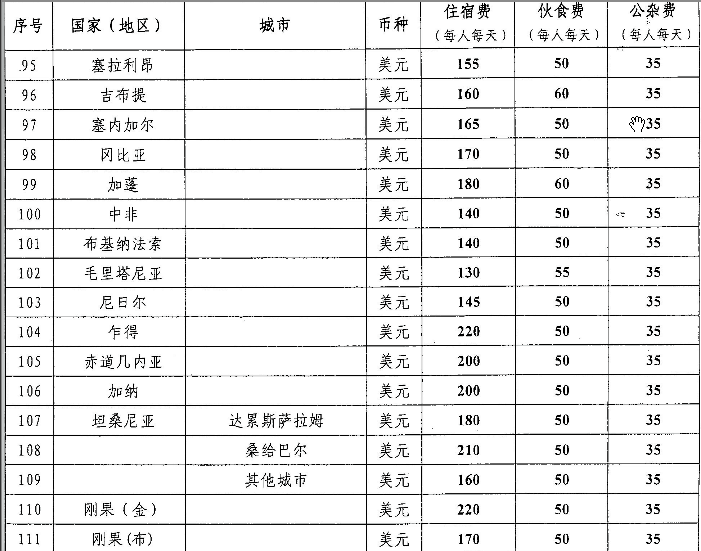 序号 国家（地区） 城市 币种 住宿费（每人每天） 伙食费（每人每天） 公杂费（每人每天）
95 塞拉利昂 美元 155 50 35
96 吉布提 美元 160 60 35
97 塞内加尔 美元 165 50 35
98 冈比亚 美元 170 50 35
99 加蓬 美元 180 60 35
100 中非 美元 140 50 35
101 布基纳法索 美元 140 50 35
102 毛里塔尼亚 美元 130 55 35
103 尼日尔 美元 145 50 35
104 乍得 美元 220 50 35
105 赤道几内亚 美元 200 50 35
106 加纳 美元 200 50 35
107 坦桑尼亚 达累斯萨拉姆 美元 180 50 35
108 桑给巴尔 美元 210 50 35
109 其他城市 美元 160 50 35
110 刚果（金） 美元 220 50 35
111 刚果(布) 美元 170 50 35